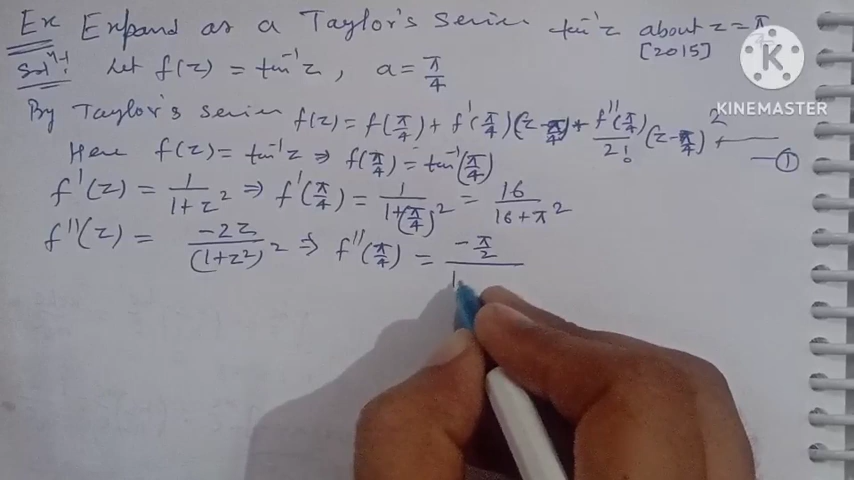 Ex Expand as a Taylor's Series tan⁻¹z about z = π/4
[2015]
Solⁿ:- Let f(z) = tan⁻¹z, a = π/4
By Taylor's series f(z) = f(π/4) + f'(π/4)(z-π/4) + f''(π/4)/2! (z-π/4)² + —— ①
Here f(z) = tan⁻¹z ⇒ f(π/4) = tan⁻¹(π/4)
f'(z) = 1/(1+z²) ⇒ f'(π/4) = 1/(1+(π/4)²) = 16/(16+π²)
f''(z) = -2z/(1+z²)² ⇒ f''(π/4) = (-π/2)/
KINEMASTER